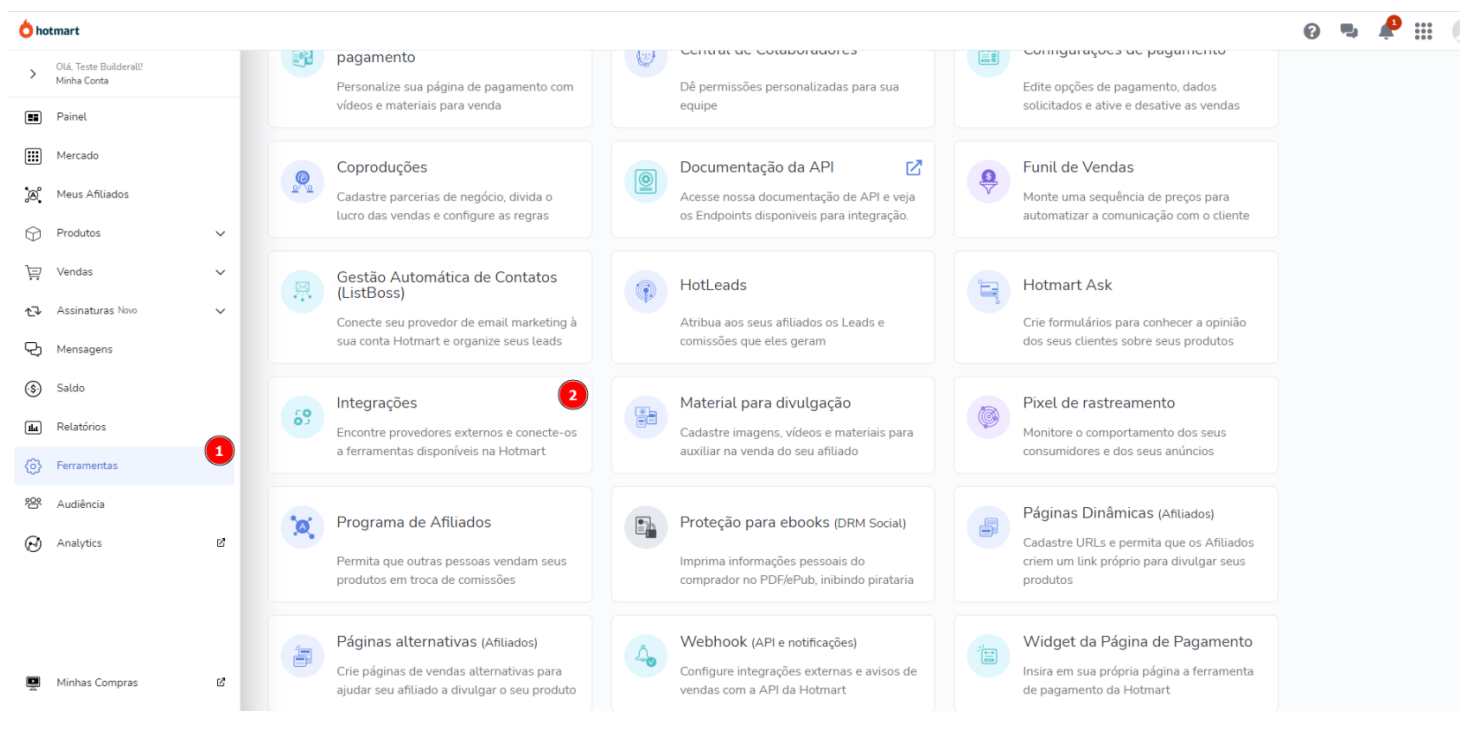 hotmart
1
Olá, Teste Builderall!
Minha Conta
Painel
Mercado
Meus Afiliados
Produtos
Vendas
Assinaturas Novo
Mensagens
Saldo
Relatórios
1
Ferramentas
Audiência
Analytics
Minhas Compras
pagamento
Personalize sua página de pagamento com
vídeos e materiais para venda
Central de Colaboradores
Dê permissões personalizadas para sua
equipe
Configurações de pagamento
Edite opções de pagamento, dados
solicitados e ative e desative as vendas
Coproduções
Cadastre parcerias de negócio, divida o
lucro das vendas e configure as regras
Documentação da API
Acesse nossa documentação de API e veja
os Endpoints disponiveis para integração.
Funil de Vendas
Monte uma sequência de preços para
automatizar a comunicação com o cliente
Gestão Automática de Contatos
(ListBoss)
Conecte seu provedor de email marketing à
sua conta Hotmart e organize seus leads
HotLeads
Atribua aos seus afiliados os Leads e
comissões que eles geram
Hotmart Ask
Crie formulários para conhecer a opinião
dos seus clientes sobre seus produtos
Integrações
2
Encontre provedores externos e conecte-os
a ferramentas disponíveis na Hotmart
Material para divulgação
Cadastre imagens, vídeos e materiais para
auxiliar na venda do seu afiliado
Pixel de rastreamento
Monitore o comportamento dos seus
consumidores e dos seus anúncios
Programa de Afiliados
Permita que outras pessoas vendam seus
produtos em troca de comissões
Proteção para ebooks (DRM Social)
Imprima informações pessoais do
comprador no PDF/ePub, inibindo pirataria
Páginas Dinâmicas (Afiliados)
Cadastre URLs e permita que os Afiliados
criem um link próprio para divulgar seus
produtos
Páginas alternativas (Afiliados)
Crie páginas de vendas alternativas para
ajudar seu afiliado a divulgar o seu produto
Webhook (API e notificações)
Configure integrações externas e avisos de
vendas com a API da Hotmart
Widget da Página de Pagamento
Insira em sua própria página a ferramenta
de pagamento da Hotmart